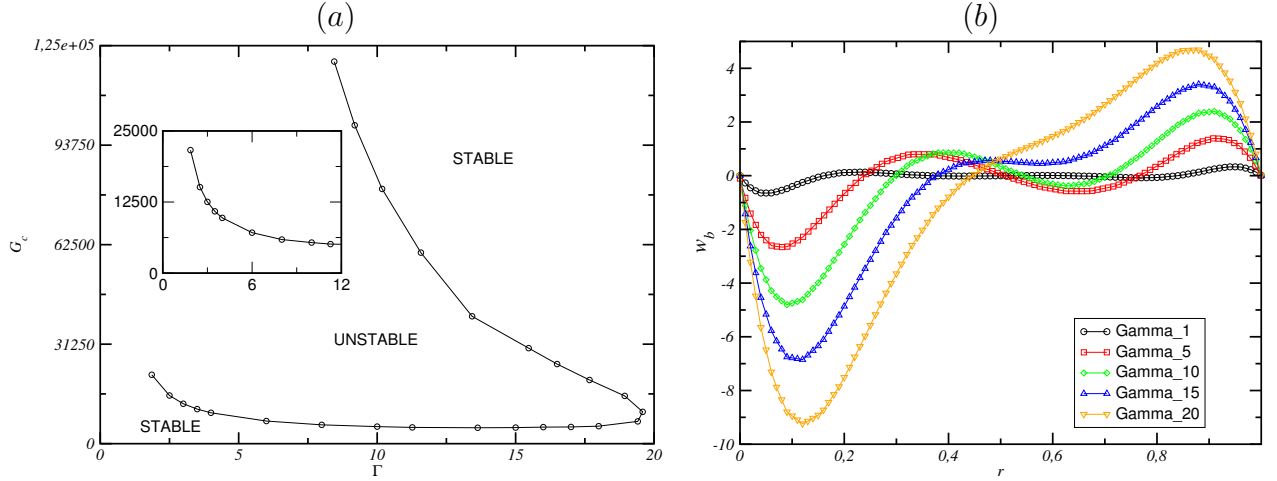 (a)
1,25e+05
93750
62500
31250
0
G_c
0 5 10 15 20
Γ
STABLE
UNSTABLE
STABLE
25000
12500
0
0 6 12
(b)
4
2
0
-2
-4
-6
-8
-10
w_b
0 0,2 0,4 0,6 0,8
r
Gamma_1
Gamma_5
Gamma_10
Gamma_15
Gamma_20